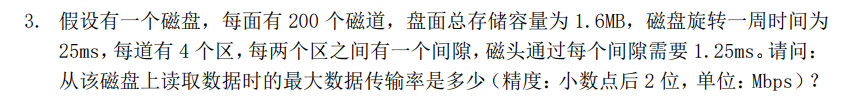 3. 假设有一个磁盘，每面有 200 个磁道，盘面总存储容量为 1.6MB，磁盘旋转一周时间为
25ms，每道有 4 个区，每两个区之间有一个间隙，磁头通过每个间隙需要 1.25ms。请问：
从该磁盘上读取数据时的最大数据传输率是多少（精度：小数点后 2 位，单位：Mbps）？